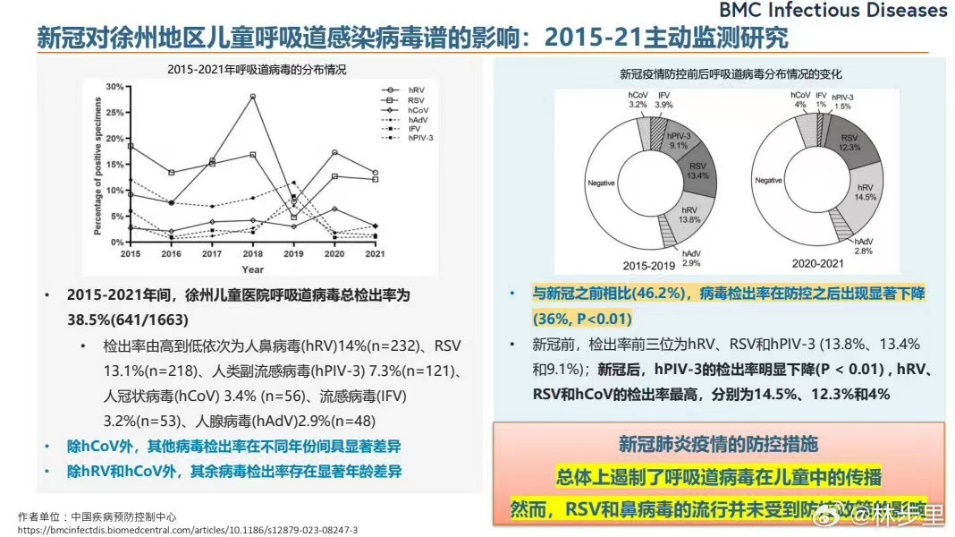 BMC Infectious Diseases
新冠对徐州地区儿童呼吸道感染病毒谱的影响：2015-21主动监测研究
2015-2021年呼吸道病毒的分布情况
Percentage of positive specimens
30%
25%
20%
15%
10%
5%
0%
2015 2016 2017 2018 2019 2020 2021
Year
hRV
RSV
hCoV
hAdV
IFV
hPIV-3
• 2015-2021年间，徐州儿童医院呼吸道病毒总检出率为
38.5%(641/1663)
• 检出率由高到低依次为人鼻病毒(hRV)14%(n=232)、RSV
13.1%(n=218)、人类副流感病毒(hPIV-3) 7.3%(n=121)、
人冠状病毒(hCoV) 3.4% (n=56)、流感病毒(IFV)
3.2%(n=53)、人腺病毒(hAdV)2.9%(n=48)
• 除hCoV外，其他病毒检出率在不同年份间具显著差异
• 除hRV和hCoV外，其余病毒检出率存在显著年龄差异
新冠疫情防控前后呼吸道病毒分布情况的变化
hCoV
3.2%
IFV
3.9%
hPIV-3
9.1%
RSV
13.4%
hRV
13.8%
hAdV
2.9%
Negative
2015-2019
hCoV
4%
IFV
1%
hPIV-3
1.5%
RSV
12.3%
hRV
14.5%
hAdV
2.8%
Negative
2020-2021
• 与新冠之前相比(46.2%)，病毒检出率在防控之后出现显著下降
(36%, P<0.01)
• 新冠前，检出率前三位为hRV、RSV和hPIV-3 (13.8%、13.4%
和9.1%)；新冠后，hPIV-3的检出率明显下降(P < 0.01) , hRV、
RSV和hCoV的检出率最高，分别为14.5%、12.3%和4%
新冠肺炎疫情的防控措施
总体上遏制了呼吸道病毒在儿童中的传播
然而，RSV和鼻病毒的流行并未受到防控政策的影响
@林步里
作者单位：中国疾病预防控制中心
https://bmcinfectdis.biomedcentral.com/articles/10.1186/s12879-023-08247-3